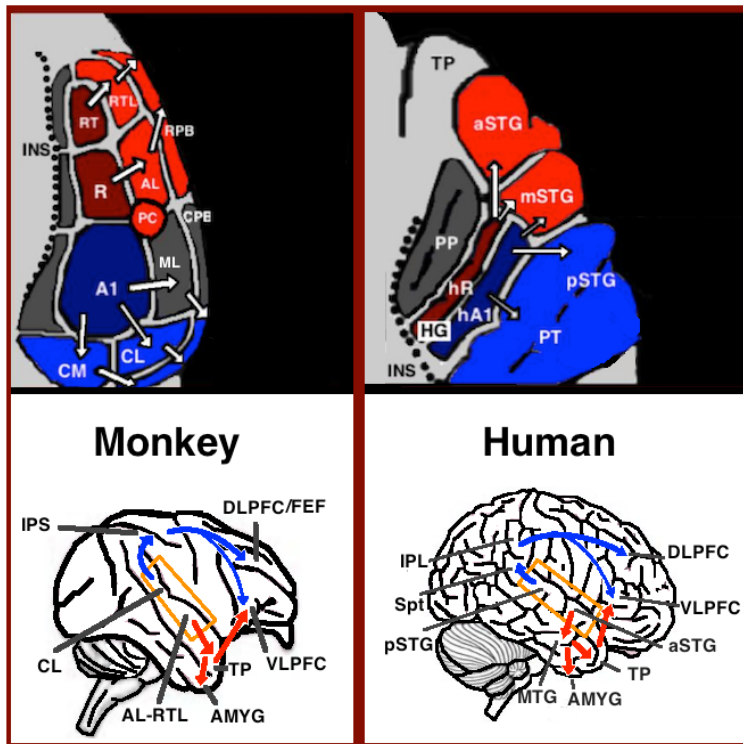 RT
RTL
INS
RPB
R
AL
PC
CPB
A1
ML
CM
CL
TP
aSTG
mSTG
PP
pSTG
hR
hA1
HG
PT
INS
Monkey
IPS
DLPFC/FEF
CL
TP
VLPFC
AL-RTL
AMYG
Human
IPL
DLPFC
Spt
VLPFC
pSTG
aSTG
TP
MTG
AMYG